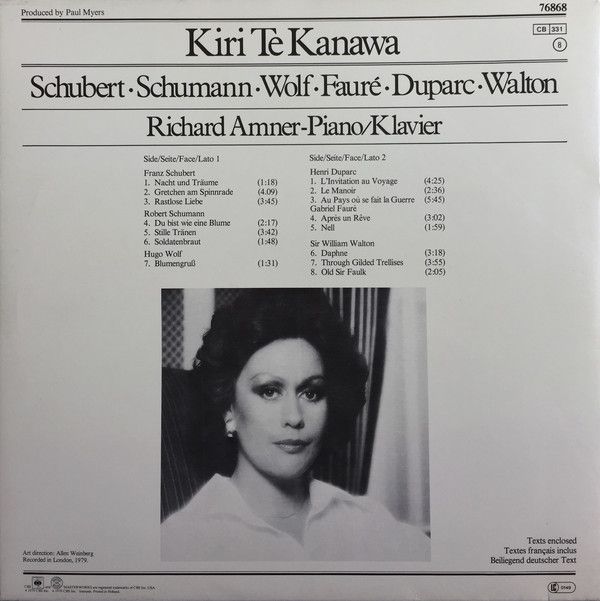 Produced by Paul Myers
76868
CB 331
8
Kiri Te Kanawa
Schubert·Schumann·Wolf·Fauré·Duparc·Walton
Richard Amner-Piano/Klavier
Side/Seite/Face/Lato 1
Franz Schubert
1. Nacht und Träume (1:18)
2. Gretchen am Spinnrade (4.09)
3. Rastlose Liebe (3:45)
Robert Schumann
4. Du bist wie eine Blume (2:17)
5. Stille Tränen (3:42)
6. Soldatenbraut (1:48)
Hugo Wolf
7. Blumengruß (1:31)
Side/Seite/Face/Lato 2
Henri Duparc
1. L'Invitation au Voyage (4:25)
2. Le Manoir (2:36)
3. Au Pays où se fait la Guerre (5:45)
Gabriel Fauré
4. Après un Rêve (3:02)
5. Nell (1:59)
Sir William Walton
6. Daphne (3:18)
7. Through Gilded Trellises (3:55)
8. Old Sir Faulk (2:05)
Art direction: Allen Weinberg
Recorded in London, 1979.
Texts enclosed
Textes français inclus
Beiliegend deutscher Text
0149